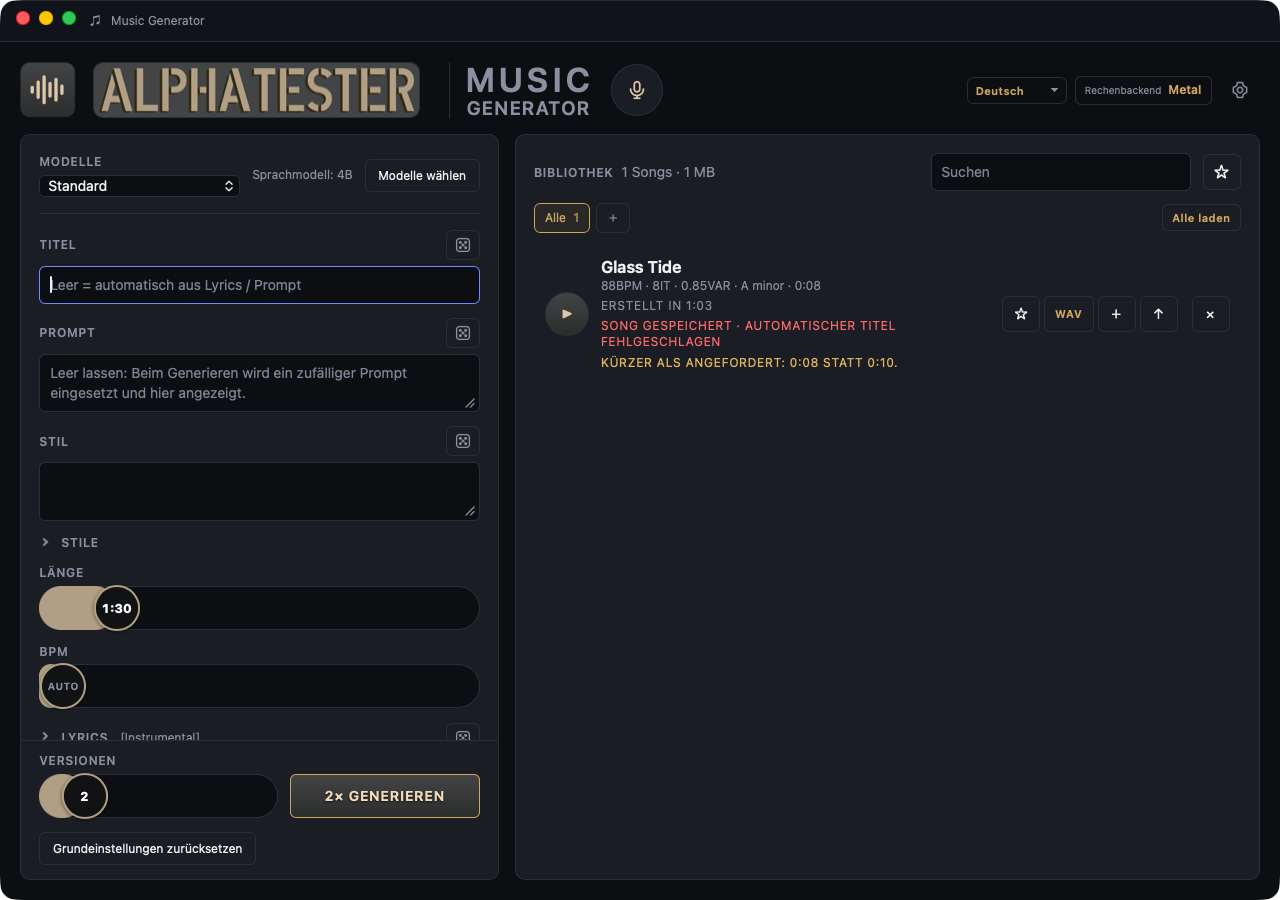 Music Generator
ALPHATESTER
MUSIC
GENERATOR
Deutsch
Rechenbackend Metal
MODELLE
Standard
Sprachmodell: 4B
Modelle wählen
TITEL
Leer = automatisch aus Lyrics / Prompt
PROMPT
Leer lassen: Beim Generieren wird ein zufälliger Prompt
eingesetzt und hier angezeigt.
STIL
STILE
LÄNGE
1:30
BPM
AUTO
LYRICS [Instrumental]
VERSIONEN
2
2× GENERIEREN
Grundeinstellungen zurücksetzen
BIBLIOTHEK 1 Songs · 1 MB
Suchen
Alle 1
+
Alle laden
Glass Tide
88BPM · 8IT · 0.85VAR · A minor · 0:08
ERSTELLT IN 1:03
SONG GESPEICHERT · AUTOMATISCHER TITEL
FEHLGESCHLAGEN
KÜRZER ALS ANGEFORDERT: 0:08 STATT 0:10.
WAV